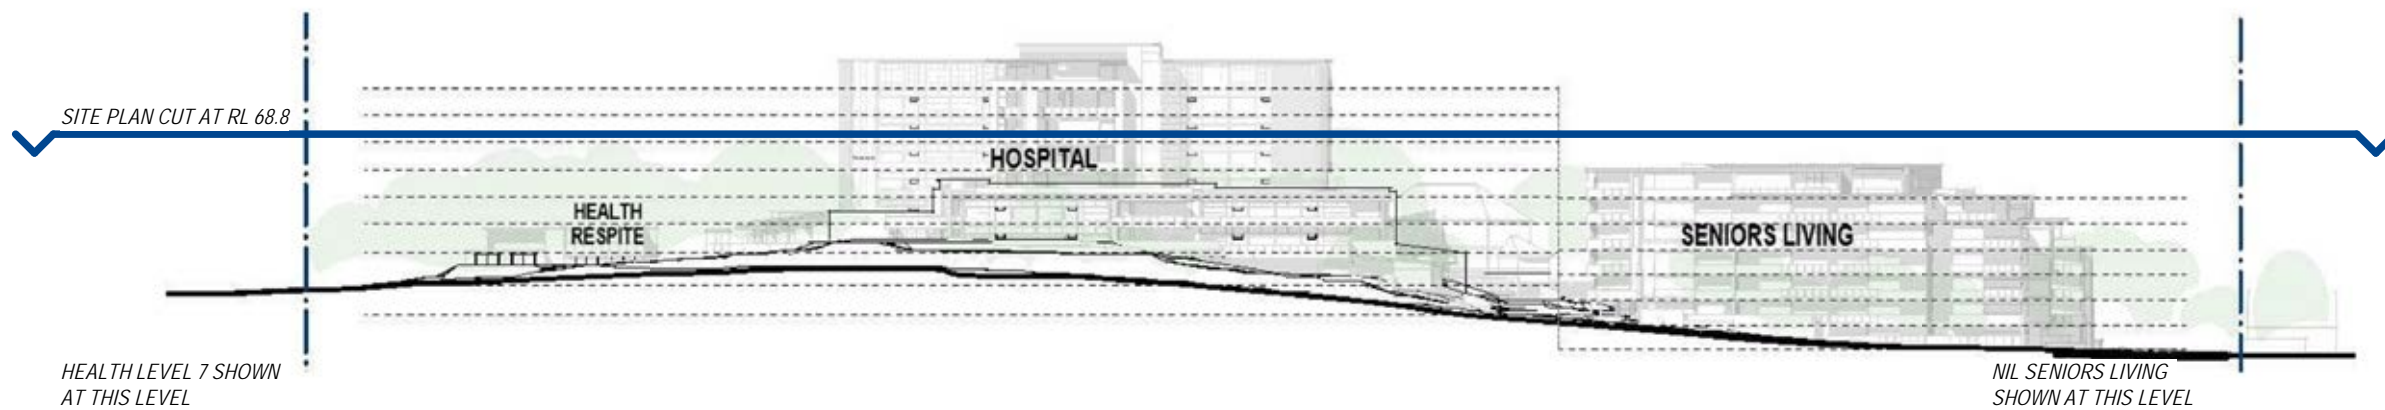 SITE PLAN CUT AT RL 68.8
HOSPITAL
HEALTH
RESPITE
SENIORS LIVING
HEALTH LEVEL 7 SHOWN
AT THIS LEVEL
NIL SENIORS LIVING
SHOWN AT THIS LEVEL